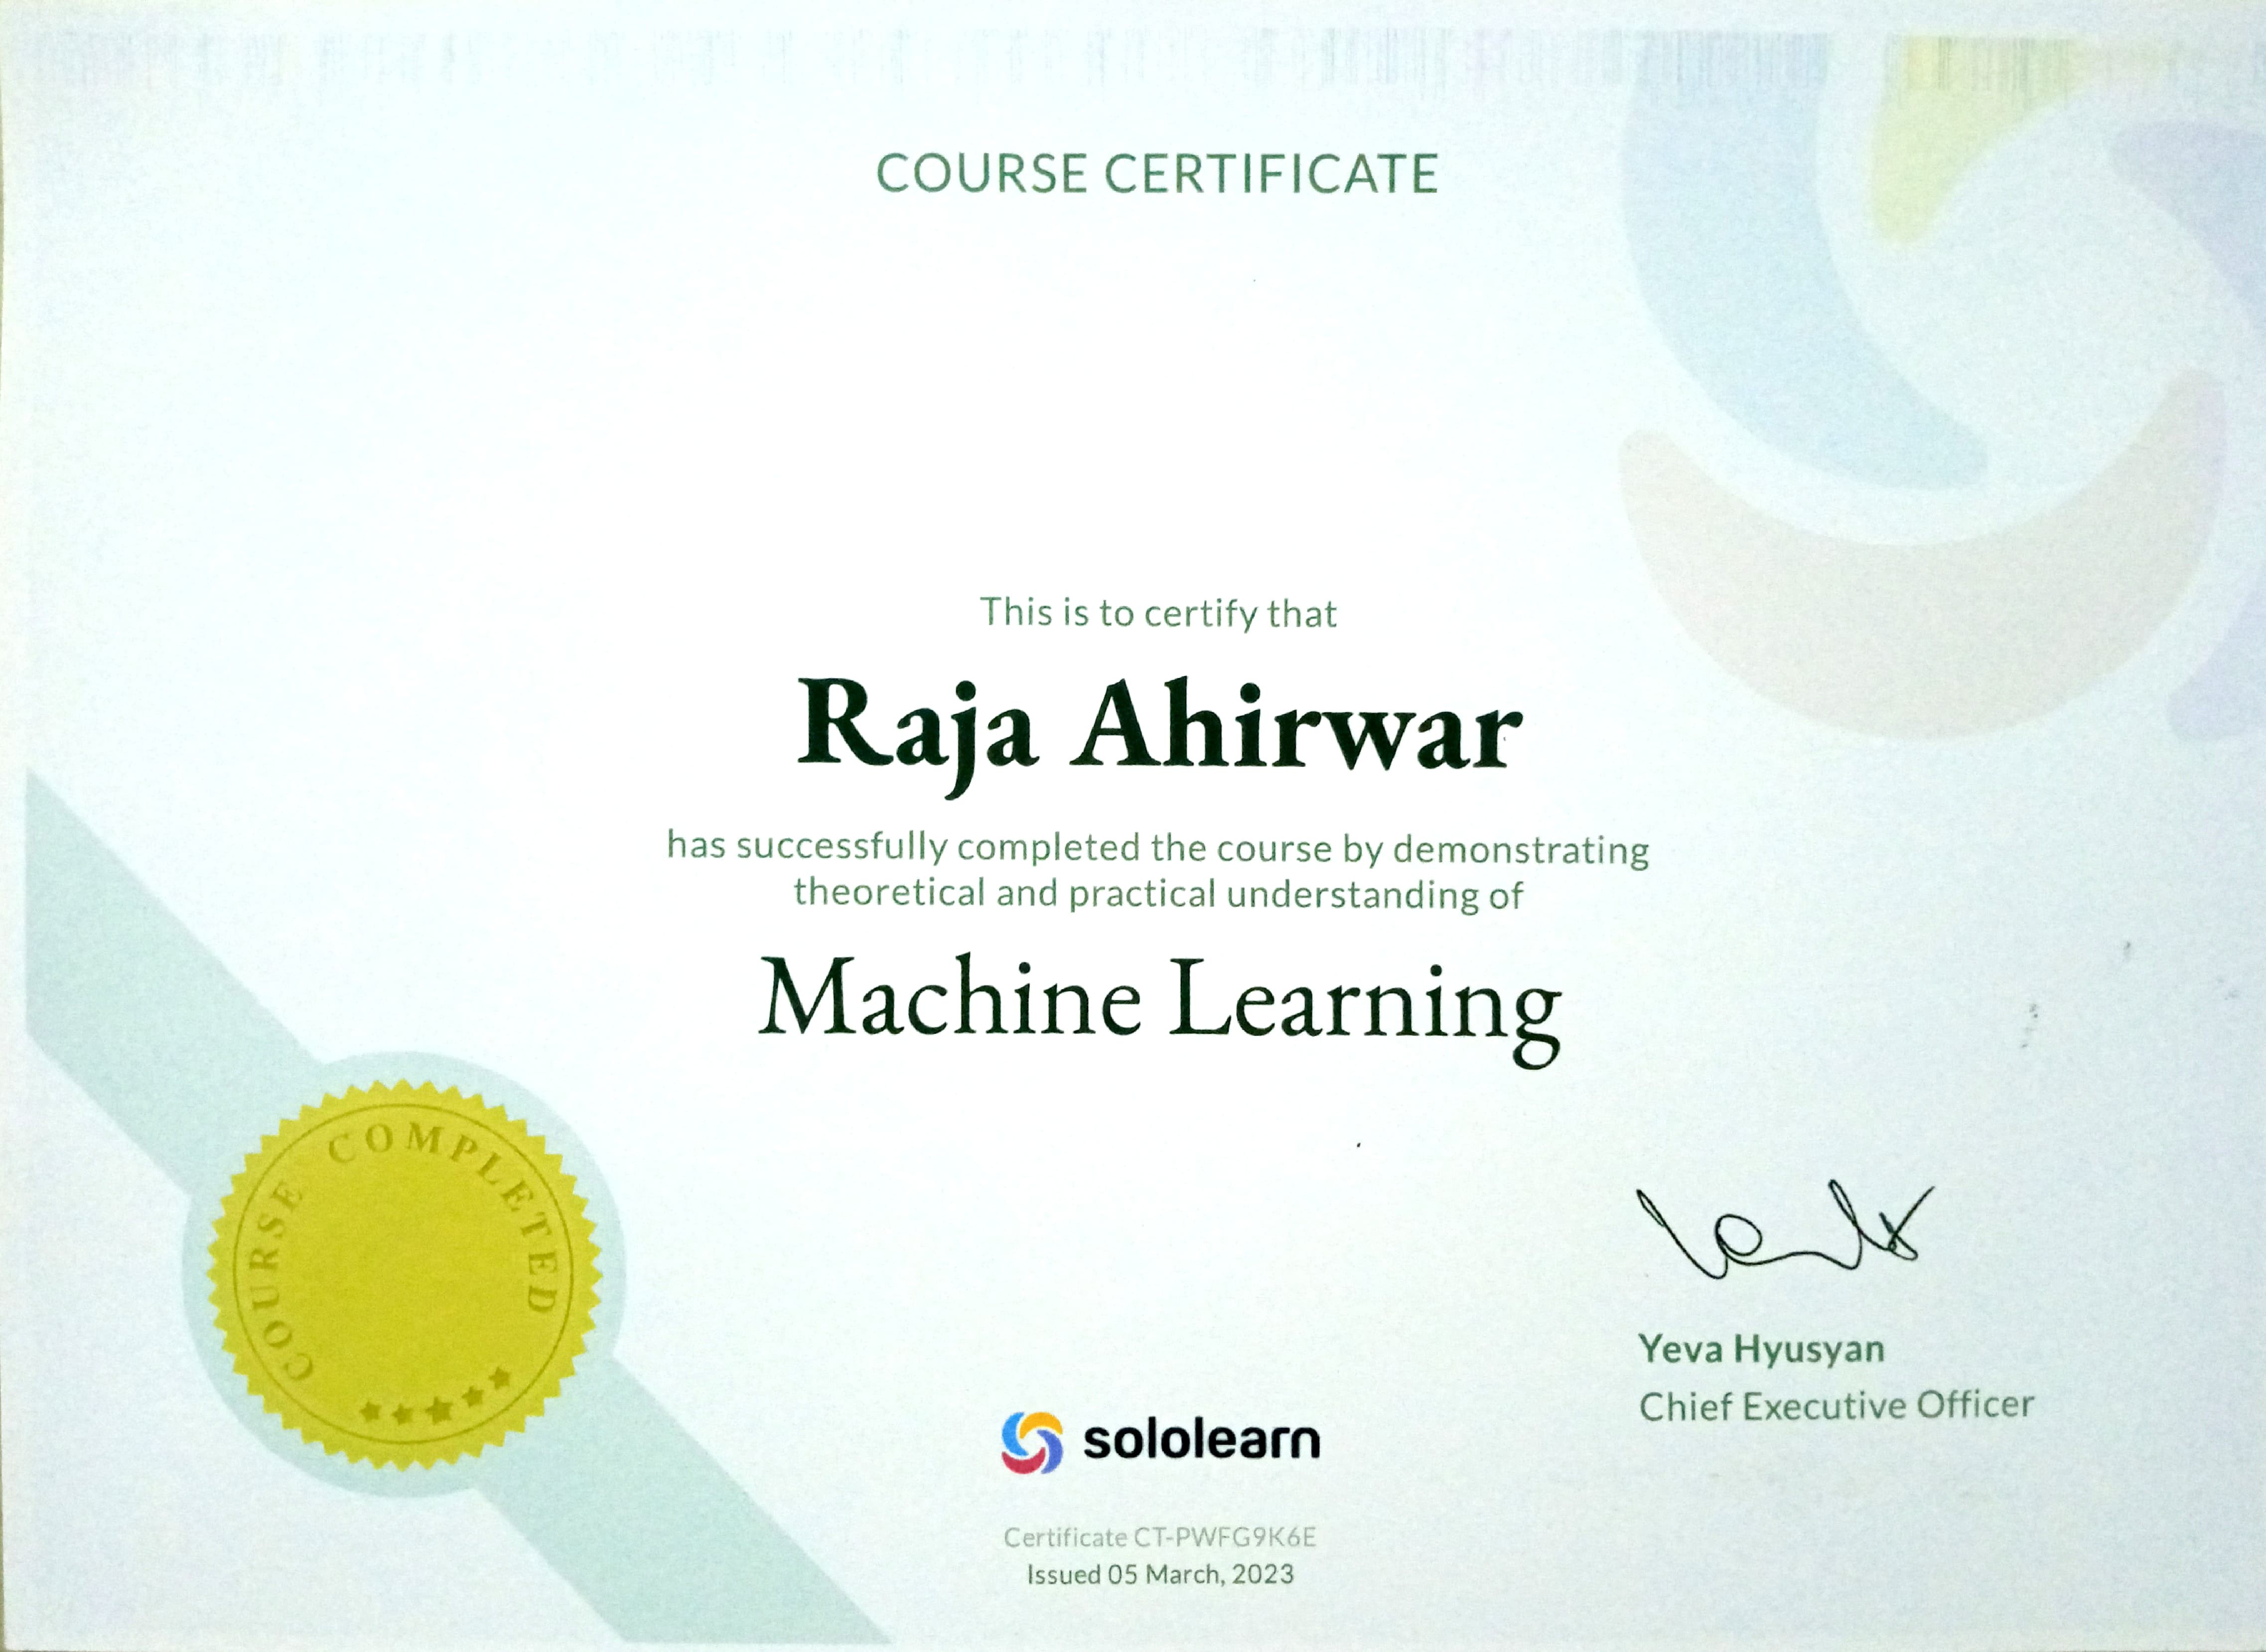 COURSE CERTIFICATE
This is to certify that
Raja Ahirwar
has successfully completed the course by demonstrating
theoretical and practical understanding of
Machine Learning
COURSE COMPLETED
Yeva Hyusyan
Chief Executive Officer
sololearn
Certificate CT-PWFG9K6E
Issued 05 March, 2023